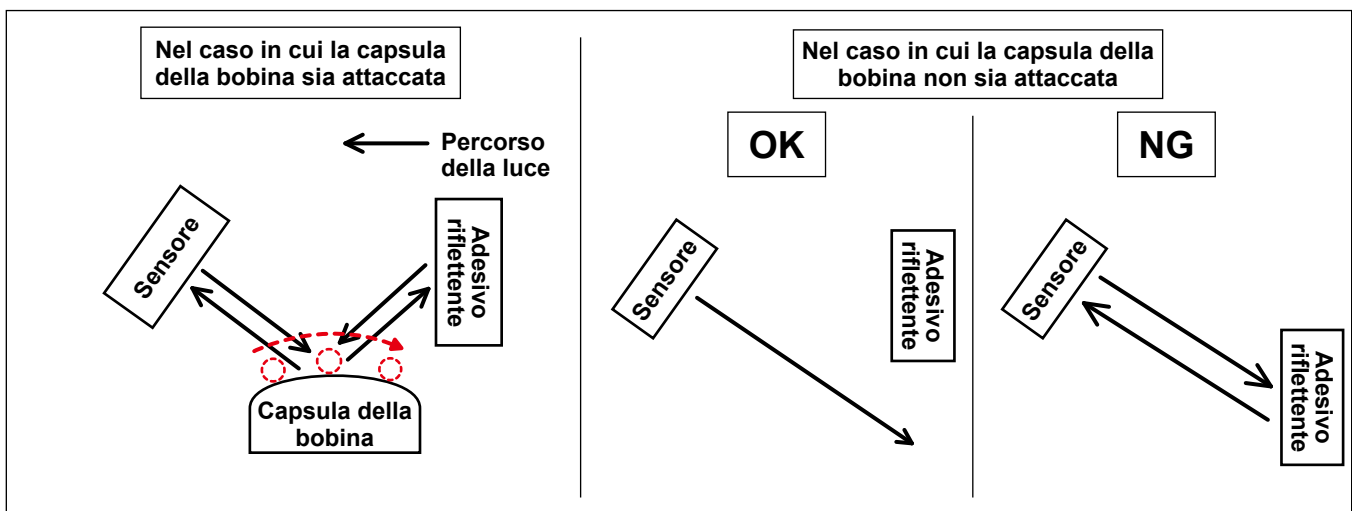 Nel caso in cui la capsula
della bobina sia attaccata
Percorso
della luce
Sensore
Adesivo
riflettente
Capsula della
bobina
Nel caso in cui la capsula della
bobina non sia attaccata
OK
Sensore
Adesivo
riflettente
NG
Sensore
Adesivo
riflettente